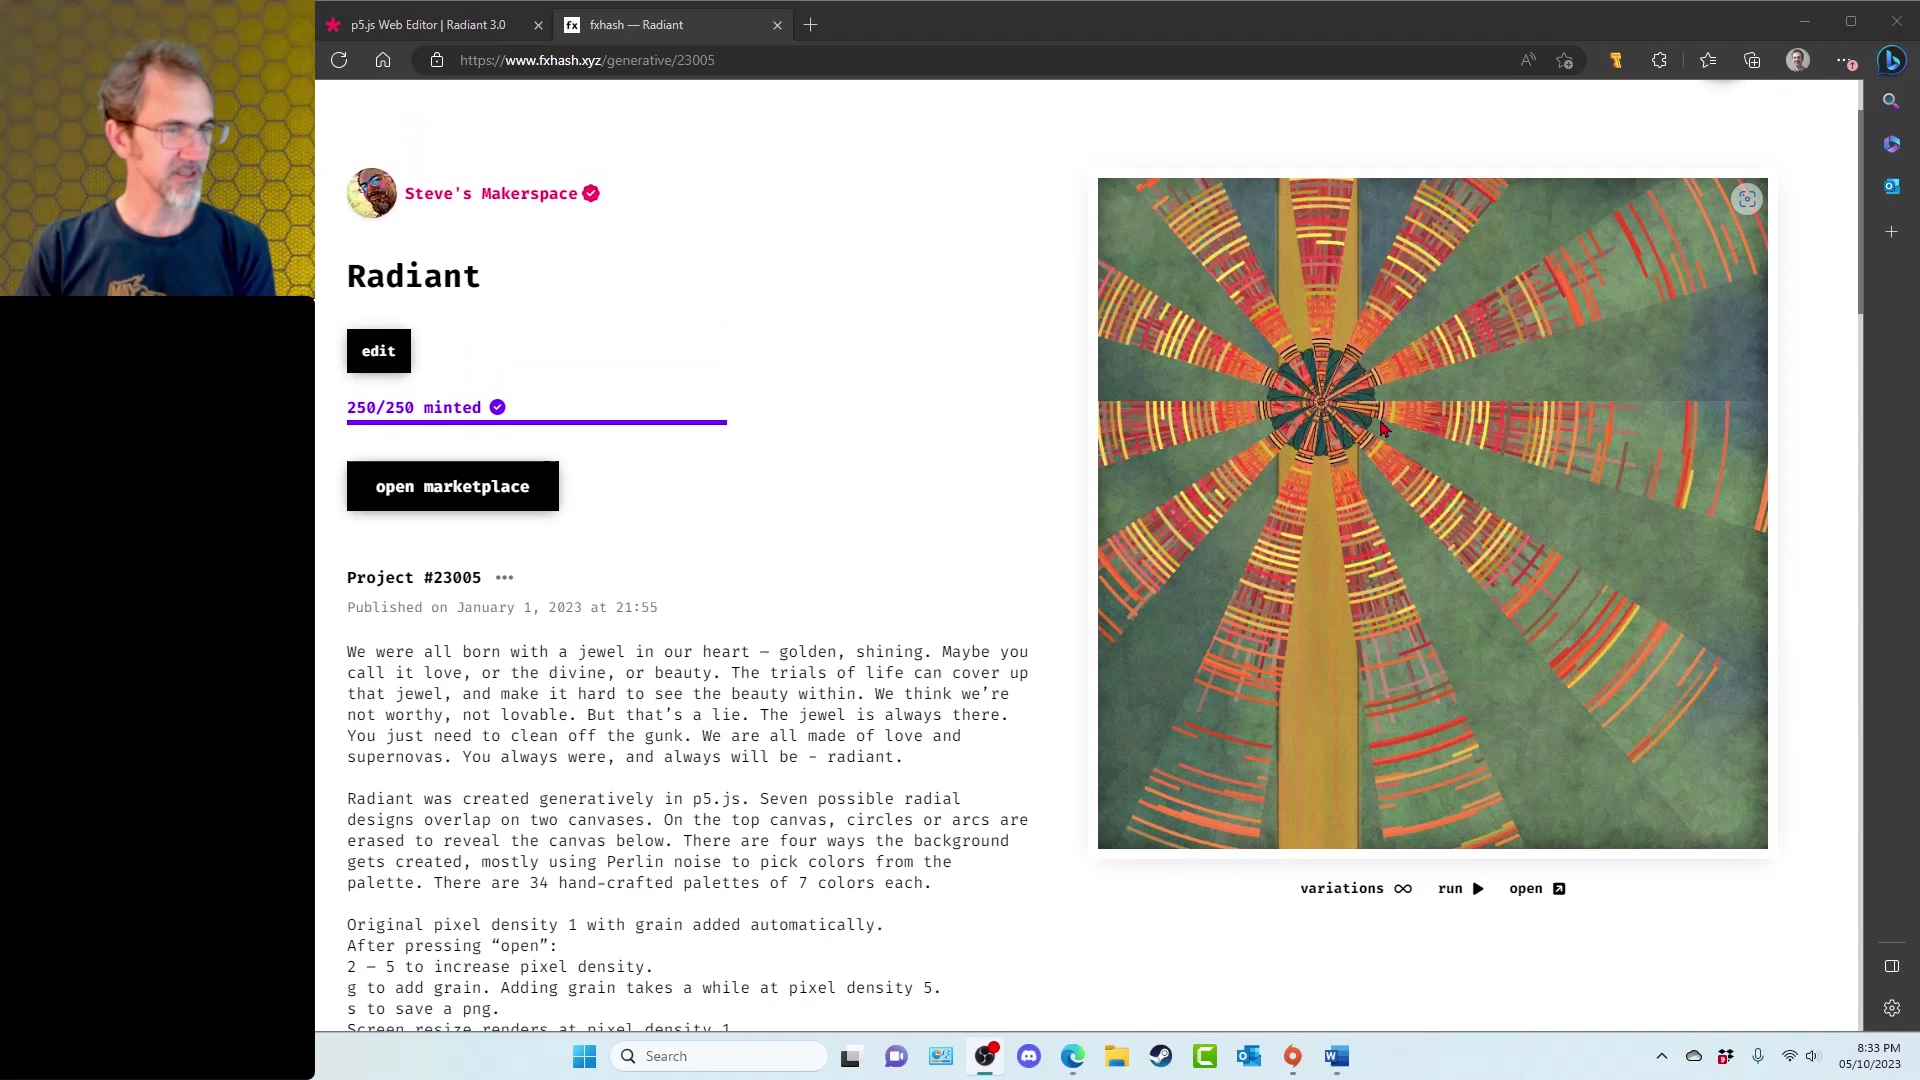 p5.js Web Editor | Radiant 3.0
fx
fxhash — Radiant
https://www.fxhash.xyz/generative/23005
Steve's Makerspace
Radiant
edit
250/250 minted
open marketplace
Project #23005
Published on January 1, 2023 at 21:55
We were all born with a jewel in our heart – golden, shining. Maybe you
call it love, or the divine, or beauty. The trials of life can cover up
that jewel, and make it hard to see the beauty within. We think we’re
not worthy, not lovable. But that’s a lie. The jewel is always there.
You just need to clean off the gunk. We are all made of love and
supernovas. You always were, and always will be - radiant.
Radiant was created generatively in p5.js. Seven possible radial
designs overlap on two canvases. On the top canvas, circles or arcs are
erased to reveal the canvas below. There are four ways the background
gets created, mostly using Perlin noise to pick colors from the
palette. There are 34 hand-crafted palettes of 7 colors each.
Original pixel density 1 with grain added automatically.
After pressing “open”:
2 – 5 to increase pixel density.
g to add grain. Adding grain takes a while at pixel density 5.
s to save a png.
Screen resize renders at pixel density 1
variations run open
Search
8:33 PM
05/10/2023